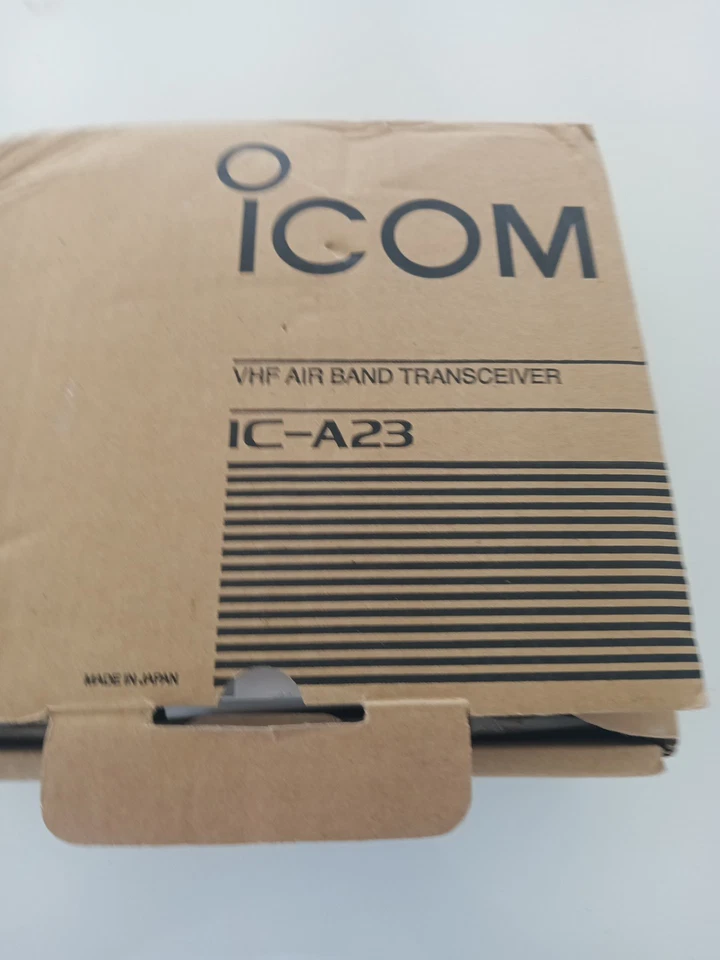 ICOM
VHF AIR BAND TRANSCEIVER
IC-A23
MADE IN JAPAN